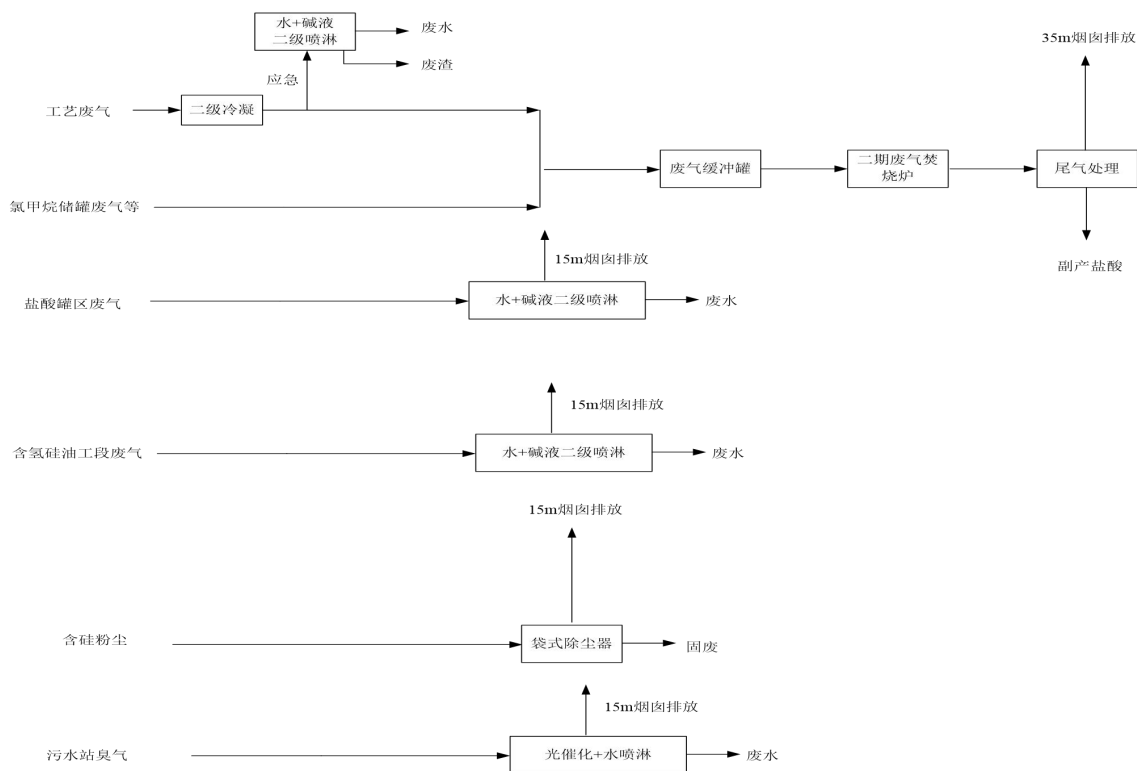 水+碱液
二级喷淋
废水
废渣
35m烟囱排放
应急
工艺废气
二级冷凝
废气缓冲罐
二期废气焚
烧炉
尾气处理
氯甲烷储罐废气等
15m烟囱排放
副产盐酸
盐酸罐区废气
水+碱液二级喷淋
废水
15m烟囱排放
含氢硅油工段废气
水+碱液二级喷淋
废水
15m烟囱排放
含硅粉尘
袋式除尘器
固废
15m烟囱排放
污水站臭气
光催化+水喷淋
废水